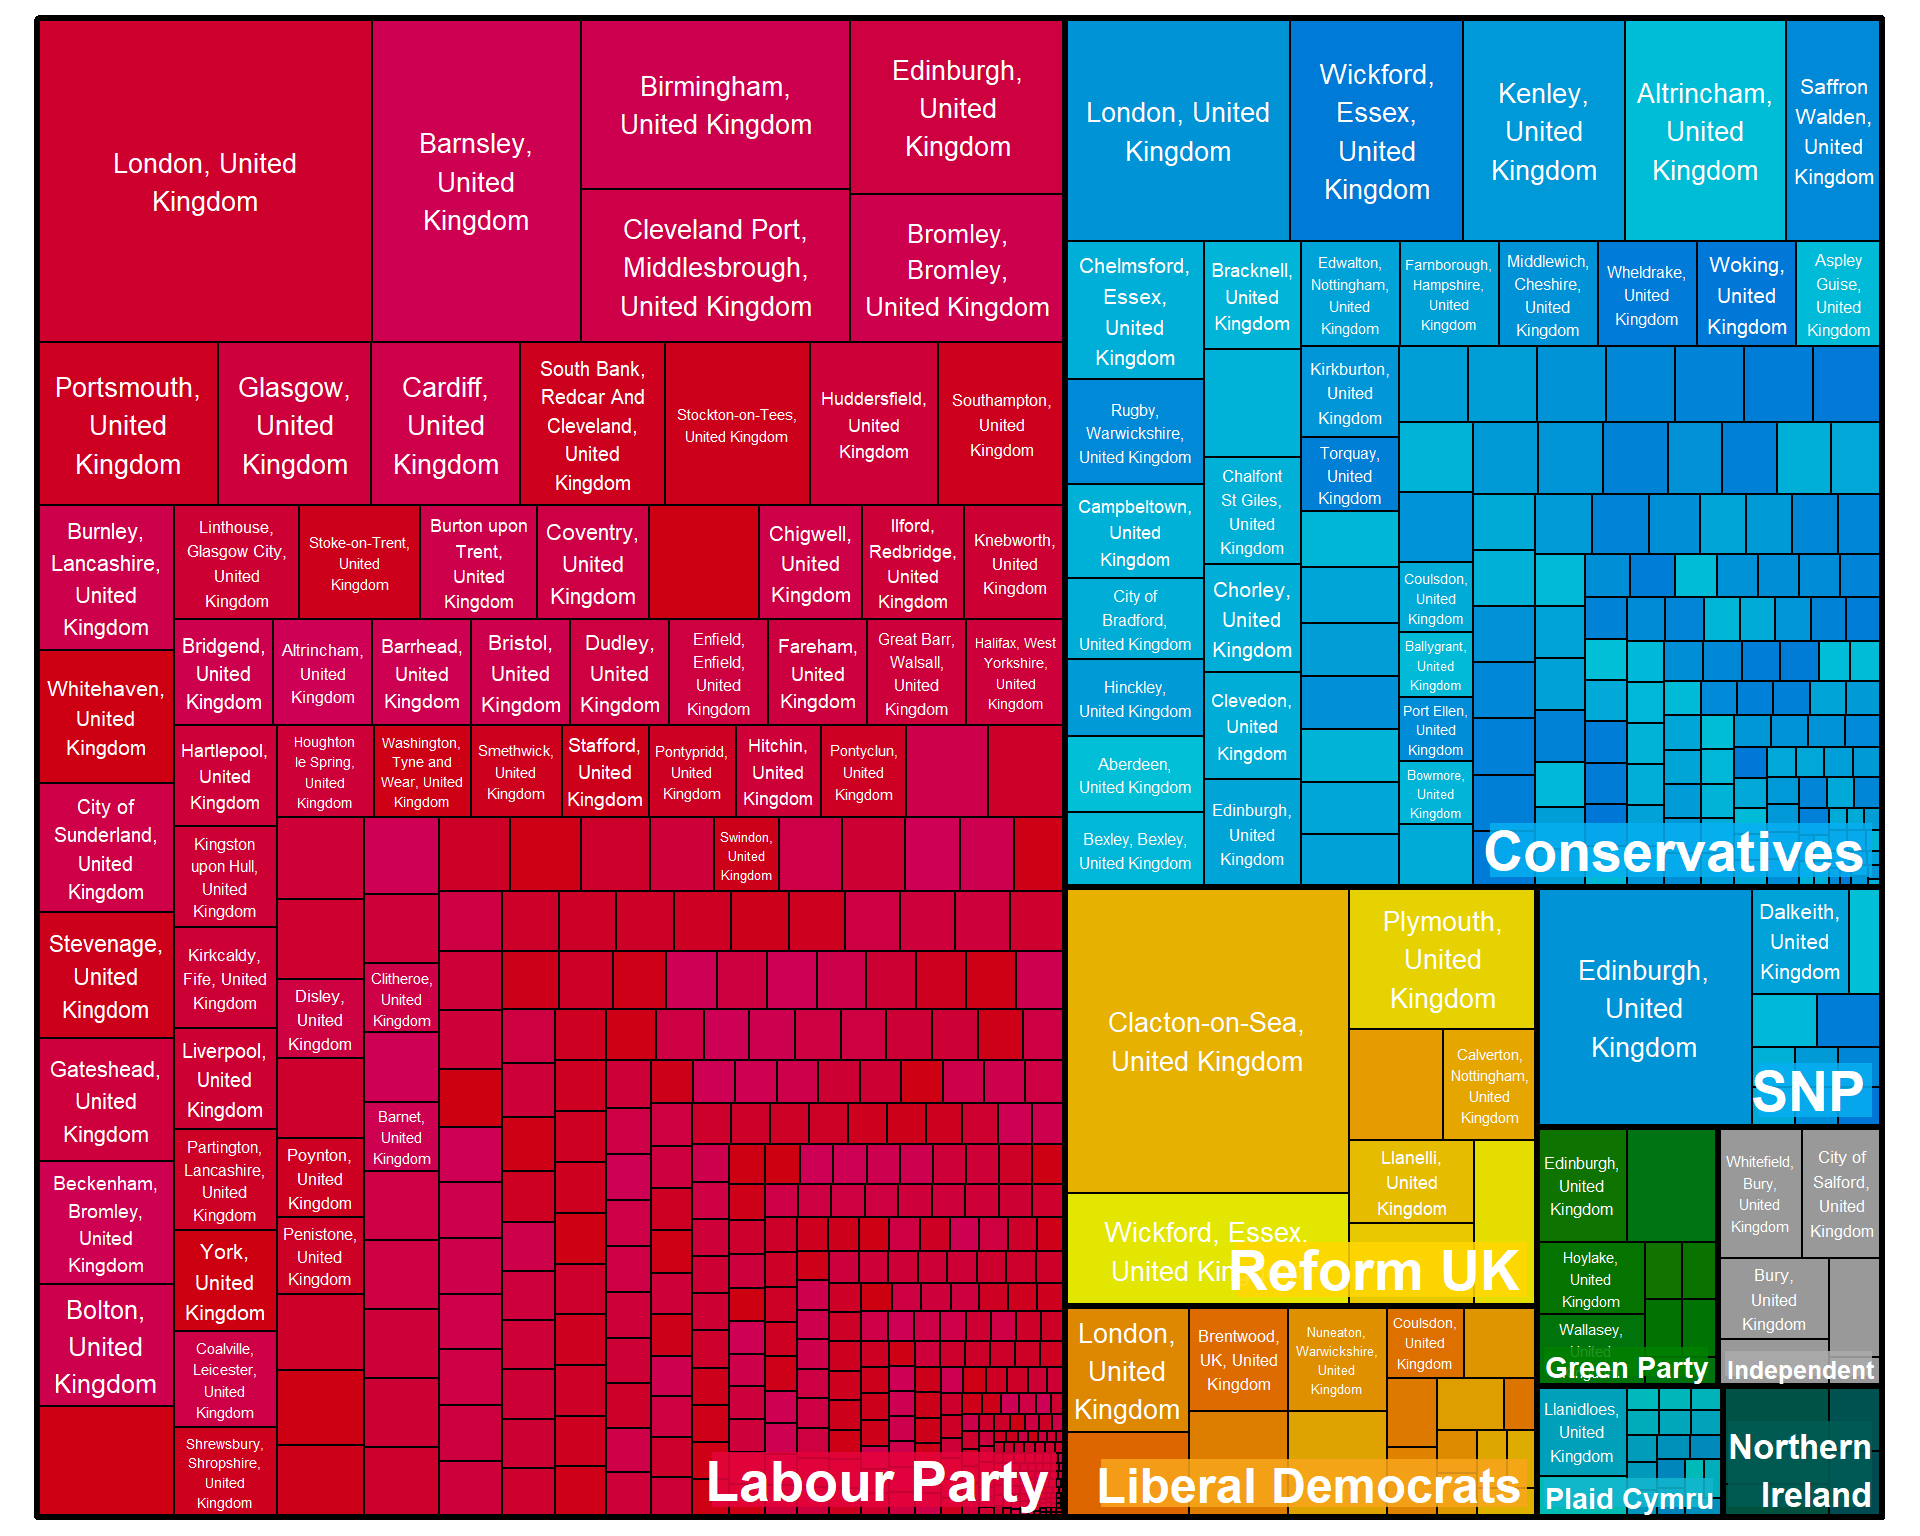 London, United
Kingdom
Barnsley,
United
Kingdom
Birmingham,
United Kingdom
Edinburgh,
United
Kingdom
Cleveland Port,
Middlesbrough,
United Kingdom
Bromley,
Bromley,
United Kingdom
Portsmouth,
United
Kingdom
Glasgow,
United
Kingdom
Cardiff,
United
Kingdom
South Bank,
Redcar And
Cleveland,
United
Kingdom
Stockton-on-Tees,
United Kingdom
Huddersfield,
United
Kingdom
Southampton,
United
Kingdom
Burnley,
Lancashire,
United
Kingdom
Linthouse,
Glasgow City,
United
Kingdom
Stoke-on-Trent,
United
Kingdom
Burton upon
Trent,
United
Kingdom
Coventry,
United
Kingdom
Chigwell,
United
Kingdom
Ilford,
Redbridge,
United
Kingdom
Knebworth,
United
Kingdom
Bridgend,
United
Kingdom
Altrincham,
United
Kingdom
Barrhead,
United
Kingdom
Bristol,
United
Kingdom
Dudley,
United
Kingdom
Enfield,
Enfield,
United
Kingdom
Fareham,
United
Kingdom
Great Barr,
Walsall,
United
Kingdom
Halifax, West
Yorkshire,
United
Kingdom
Whitehaven,
United
Kingdom
Hartlepool,
United
Kingdom
Houghton
le Spring,
United
Kingdom
Washington,
Tyne and
Wear, United
Kingdom
Smethwick,
United
Kingdom
Stafford,
United
Kingdom
Pontypridd,
United
Kingdom
Hitchin,
United
Kingdom
Pontyclun,
United
Kingdom
City of
Sunderland,
United
Kingdom
Kingston
upon Hull,
United
Kingdom
Swindon,
United
Kingdom
Stevenage,
United
Kingdom
Kirkcaldy,
Fife, United
Kingdom
Disley,
United
Kingdom
Clitheroe,
United
Kingdom
Gateshead,
United
Kingdom
Liverpool,
United
Kingdom
Barnet,
United
Kingdom
Partington,
Lancashire,
United
Kingdom
Poynton,
United
Kingdom
Beckenham,
Bromley,
United
Kingdom
York,
United
Kingdom
Penistone,
United
Kingdom
Bolton,
United
Kingdom
Coalville,
Leicester,
United
Kingdom
Shrewsbury,
Shropshire,
United
Kingdom
Labour Party
London, United
Kingdom
Wickford,
Essex,
United
Kingdom
Kenley,
United
Kingdom
Altrincham,
United
Kingdom
Saffron
Walden,
United
Kingdom
Chelmsford,
Essex,
United
Kingdom
Bracknell,
United
Kingdom
Edwalton,
Nottingham,
United
Kingdom
Farnborough,
Hampshire,
United
Kingdom
Middlewich,
Cheshire,
United
Kingdom
Wheldrake,
United
Kingdom
Woking,
United
Kingdom
Aspley
Guise,
United
Kingdom
Rugby,
Warwickshire,
United Kingdom
Kirkburton,
United
Kingdom
Torquay,
United
Kingdom
Campbeltown,
United
Kingdom
Chalfont
St Giles,
United
Kingdom
City of
Bradford,
United Kingdom
Chorley,
United
Kingdom
Coulsdon,
United
Kingdom
Ballygrant,
United
Kingdom
Hinckley,
United Kingdom
Clevedon,
United
Kingdom
Port Ellen,
United
Kingdom
Aberdeen,
United Kingdom
Bowmore,
United
Kingdom
Bexley, Bexley,
United Kingdom
Edinburgh,
United
Kingdom
Conservatives
Clacton-on-Sea,
United Kingdom
Plymouth,
United
Kingdom
Calverton,
Nottingham,
United
Kingdom
Llanelli,
United
Kingdom
Wickford, Essex,
United
Reform UK
Edinburgh,
United
Kingdom
Dalkeith,
United
Kingdom
SNP
Edinburgh,
United
Kingdom
Hoylake,
United
Kingdom
Wallasey,
Green Party
Whitefield,
Bury,
United
Kingdom
City of
Salford,
United
Kingdom
Bury,
United
Kingdom
Independent
London,
United
Kingdom
Brentwood,
UK, United
Kingdom
Nuneaton,
Warwickshire,
United
Kingdom
Coulsdon,
United
Kingdom
Liberal Democrats
Llanidloes,
United
Kingdom
Plaid Cymru
Northern
Ireland